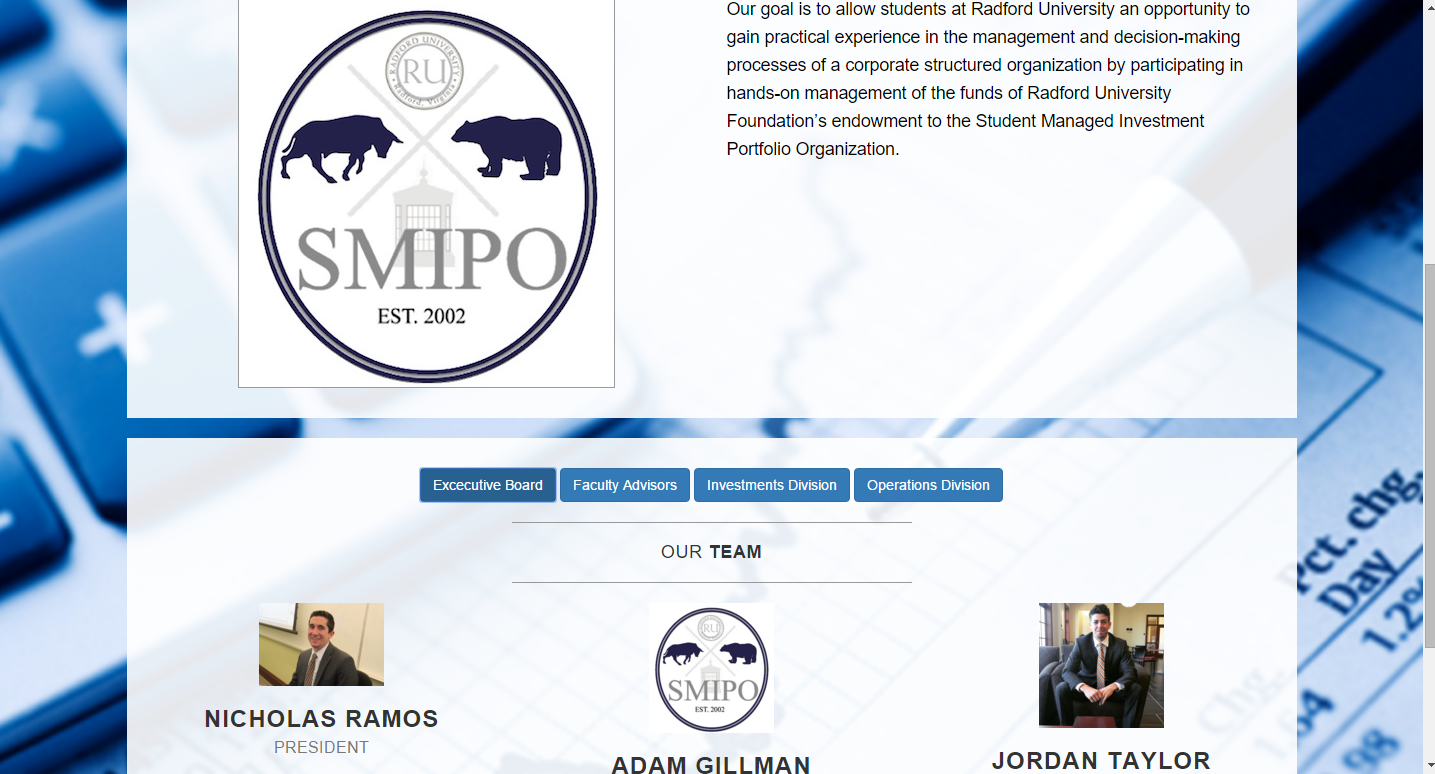 Our goal is to allow students at Radford University an opportunity to
gain practical experience in the management and decision-making
processes of a corporate structured organization by participating in
hands-on management of the funds of Radford University
Foundation’s endowment to the Student Managed Investment
Portfolio Organization.
RADFORD UNIVERSITY
RU
Radford, Virginia
SMIPO
EST. 2002
Excecutive Board
Faculty Advisors
Investments Division
Operations Division
OUR TEAM
RU
SMIPO
EST. 2002
NICHOLAS RAMOS
PRESIDENT
ADAM GILLMAN
JORDAN TAYLOR
Pct. chg.
Day
1.2%
Chg.
1.64
.98